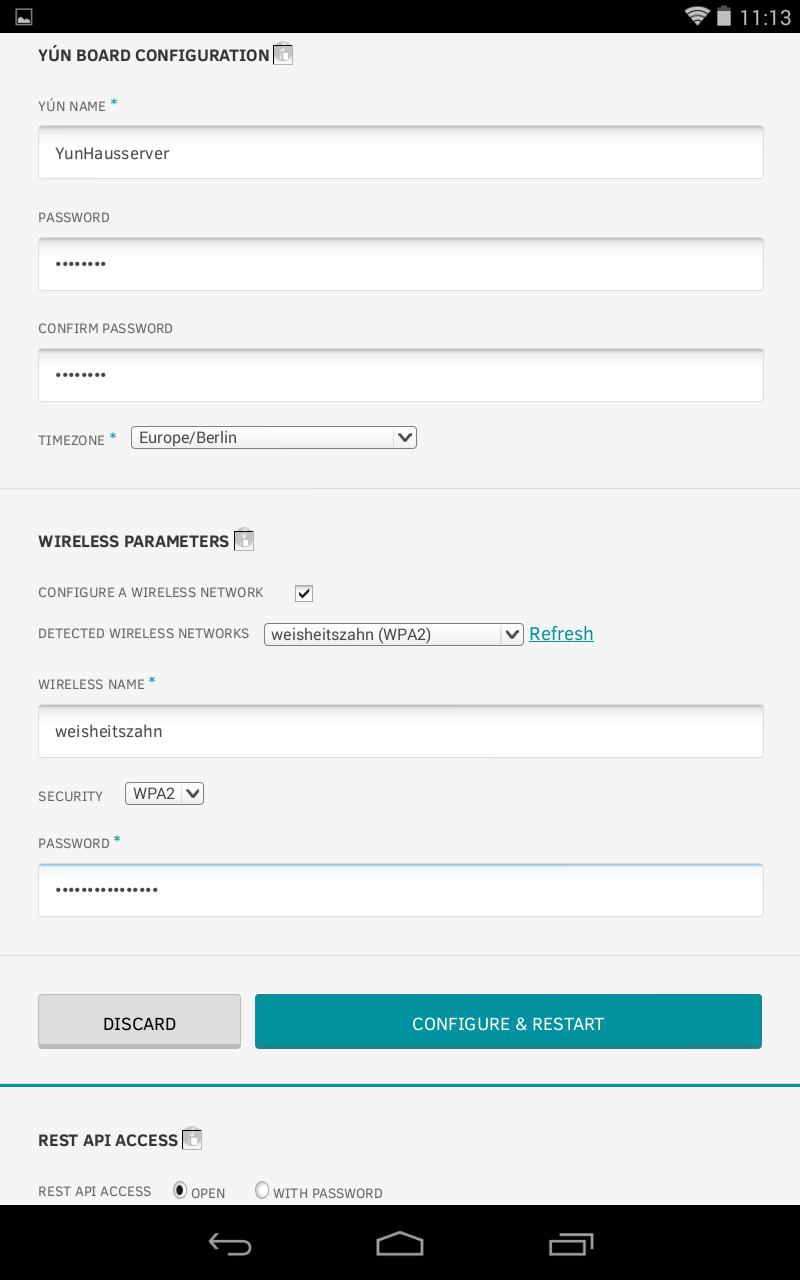 11:13
YÚN BOARD CONFIGURATION
YÚN NAME *
YunHausserver
PASSWORD
••••••••
CONFIRM PASSWORD
••••••••
TIMEZONE * Europe/Berlin
WIRELESS PARAMETERS
CONFIGURE A WIRELESS NETWORK
DETECTED WIRELESS NETWORKS weisheitszahn (WPA2) Refresh
WIRELESS NAME *
weisheitszahn
SECURITY WPA2
PASSWORD *
••••••••••••••••
DISCARD CONFIGURE & RESTART
REST API ACCESS
REST API ACCESS OPEN WITH PASSWORD